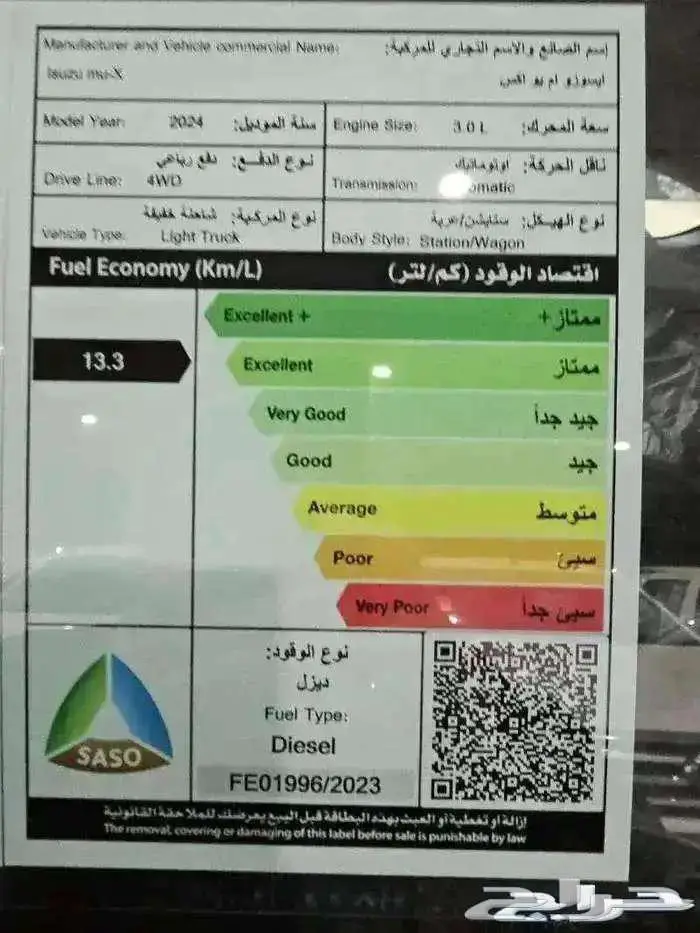 Manufacturer and Vehicle commercial Name: إسم الصانع والاسم التجاري للمركبة:
Isuzu mu-X ايسوزو ام يو اكس
Model Year: 2024 سنة الموديل:
Engine Size: 3.0 L سعة المحرك:
Drive Line: 4WD نوع الدفع: دفع رباعي
Transmission: omatic ناقل الحركة: اوتوماتيك
Vehicle Type: Light Truck نوع المركبة: شاحنة خفيفة
Body Style: Station/Wagon نوع الهيكل: ستايشن/عربة
Fuel Economy (Km/L) اقتصاد الوقود (كم/لتر)
Excellent + ممتاز+
13.3
Excellent ممتاز
Very Good جيد جداً
Good جيد
Average متوسط
Poor سيئ
Very Poor سيئ جداً
نوع الوقود:
ديزل
Fuel Type:
Diesel
FE01996/2023
SASO
إزالة او تغطية أو العبث بهذه البطاقة قبل البيع يعرضك للملاحقة القانونية
The removal, covering or damaging of this label before sale is punishable by law
حراج